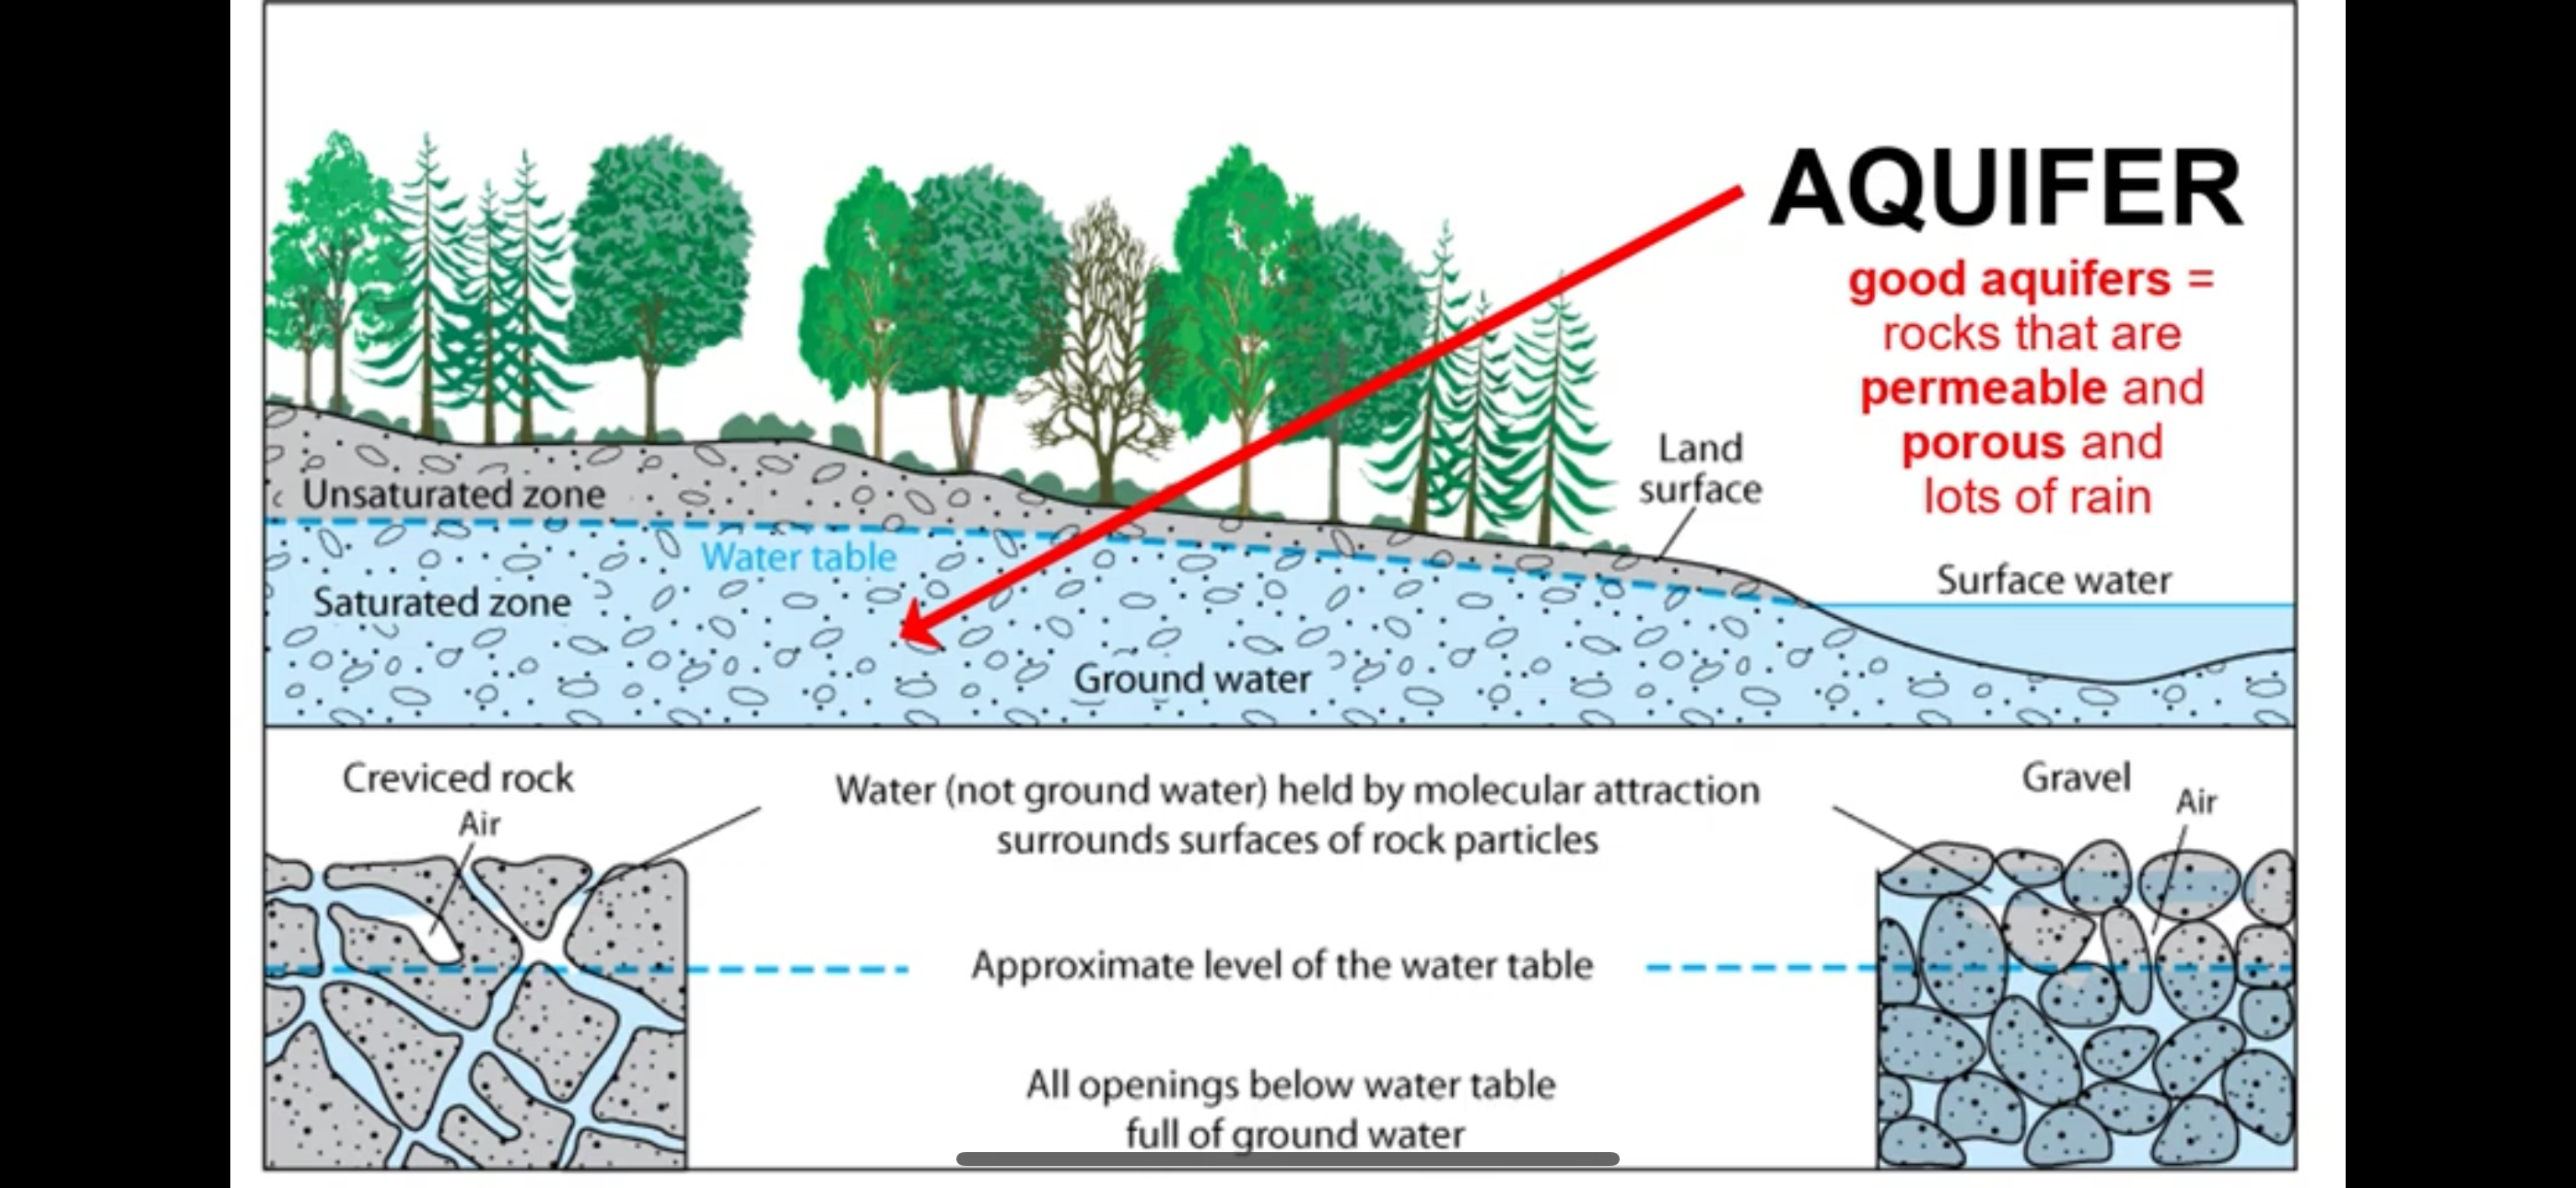 AQUIFER
good aquifers =
rocks that are
permeable and
porous and
lots of rain
Land
surface
Unsaturated zone
Water table
Surface water
Saturated zone
Ground water
Creviced rock
Air
Water (not ground water) held by molecular attraction
surrounds surfaces of rock particles
Gravel
Air
Approximate level of the water table
All openings below water table
full of ground water